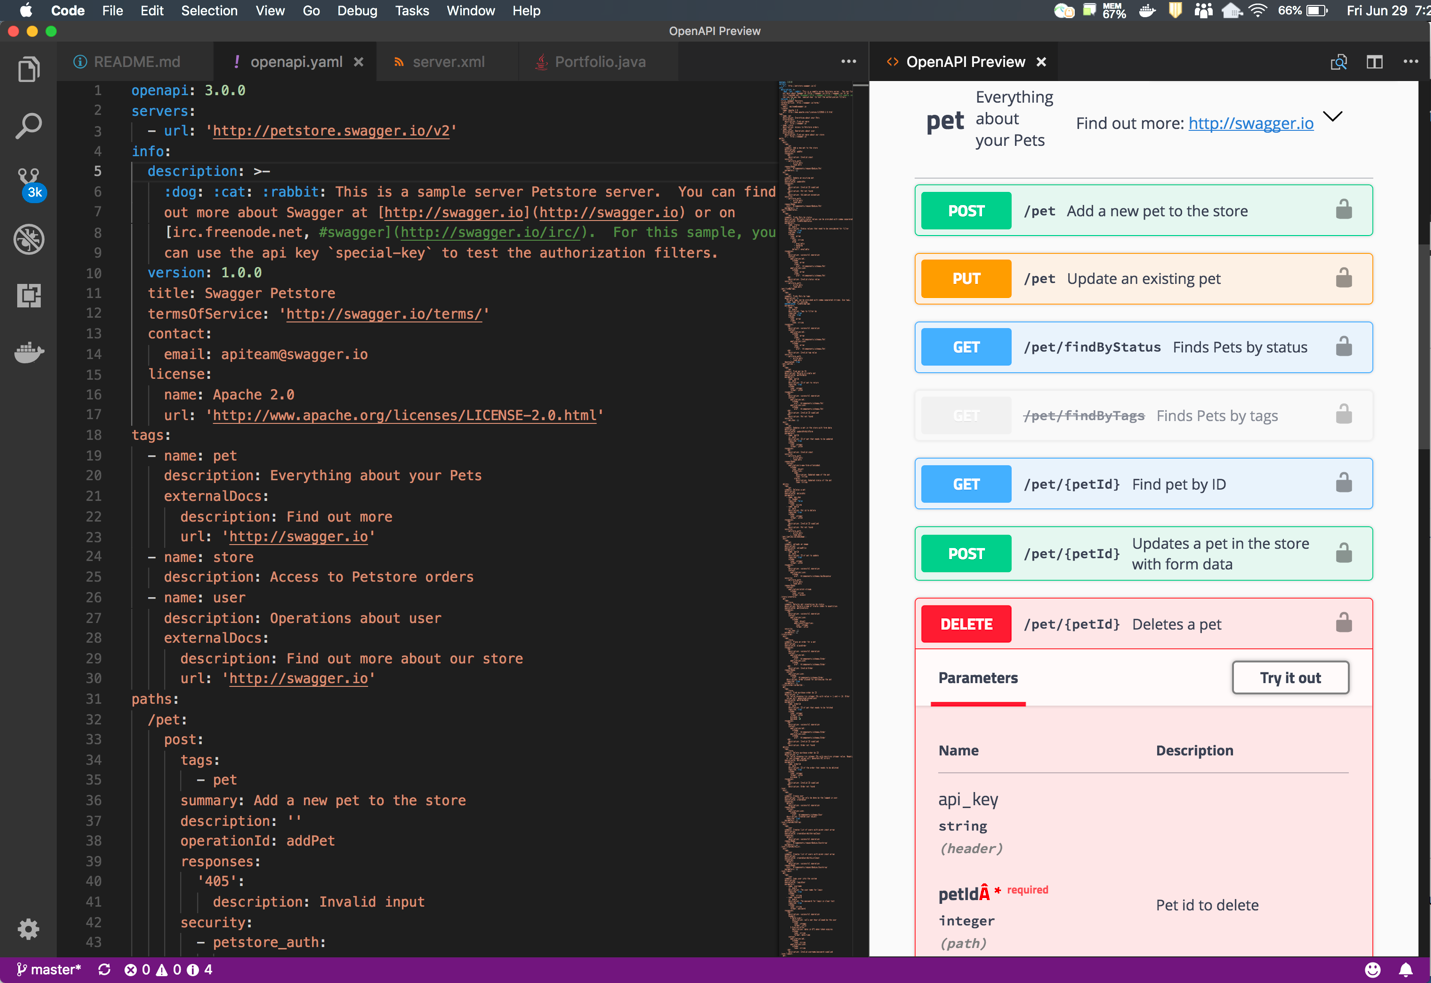 Code File Edit Selection View Go Debug Tasks Window Help MEM 67% 66% Fri Jun 29 7:2
OpenAPI Preview
README.md ! openapi.yaml × server.xml Portfolio.java ••• <> OpenAPI Preview × •••
3k
1 openapi: 3.0.0
2 servers:
3 - url: 'http://petstore.swagger.io/v2'
4 info:
5 description: >-
6 :dog: :cat: :rabbit: This is a sample server Petstore server.  You can find
7 out more about Swagger at [http://swagger.io](http://swagger.io) or on
8 [irc.freenode.net, #swagger](http://swagger.io/irc/).  For this sample, you
9 can use the api key `special-key` to test the authorization filters.
10 version: 1.0.0
11 title: Swagger Petstore
12 termsOfService: 'http://swagger.io/terms/'
13 contact:
14 email: apiteam@swagger.io
15 license:
16 name: Apache 2.0
17 url: 'http://www.apache.org/licenses/LICENSE-2.0.html'
18 tags:
19 - name: pet
20 description: Everything about your Pets
21 externalDocs:
22 description: Find out more
23 url: 'http://swagger.io'
24 - name: store
25 description: Access to Petstore orders
26 - name: user
27 description: Operations about user
28 externalDocs:
29 description: Find out more about our store
30 url: 'http://swagger.io'
31 paths:
32 /pet:
33 post:
34 tags:
35 - pet
36 summary: Add a new pet to the store
37 description: ''
38 operationId: addPet
39 responses:
40 '405':
41 description: Invalid input
42 security:
43 - petstore_auth:
pet
Everything
about
your Pets
Find out more: http://swagger.io
POST /pet Add a new pet to the store
PUT /pet Update an existing pet
GET /pet/findByStatus Finds Pets by status
GET /pet/findByTags Finds Pets by tags
GET /pet/{petId} Find pet by ID
POST /pet/{petId} Updates a pet in the store
with form data
DELETE /pet/{petId} Deletes a pet
Parameters Try it out
Name Description
api_key
string
(header)
petIdÂ * required
integer
(path)
Pet id to delete
master* 0 0 4